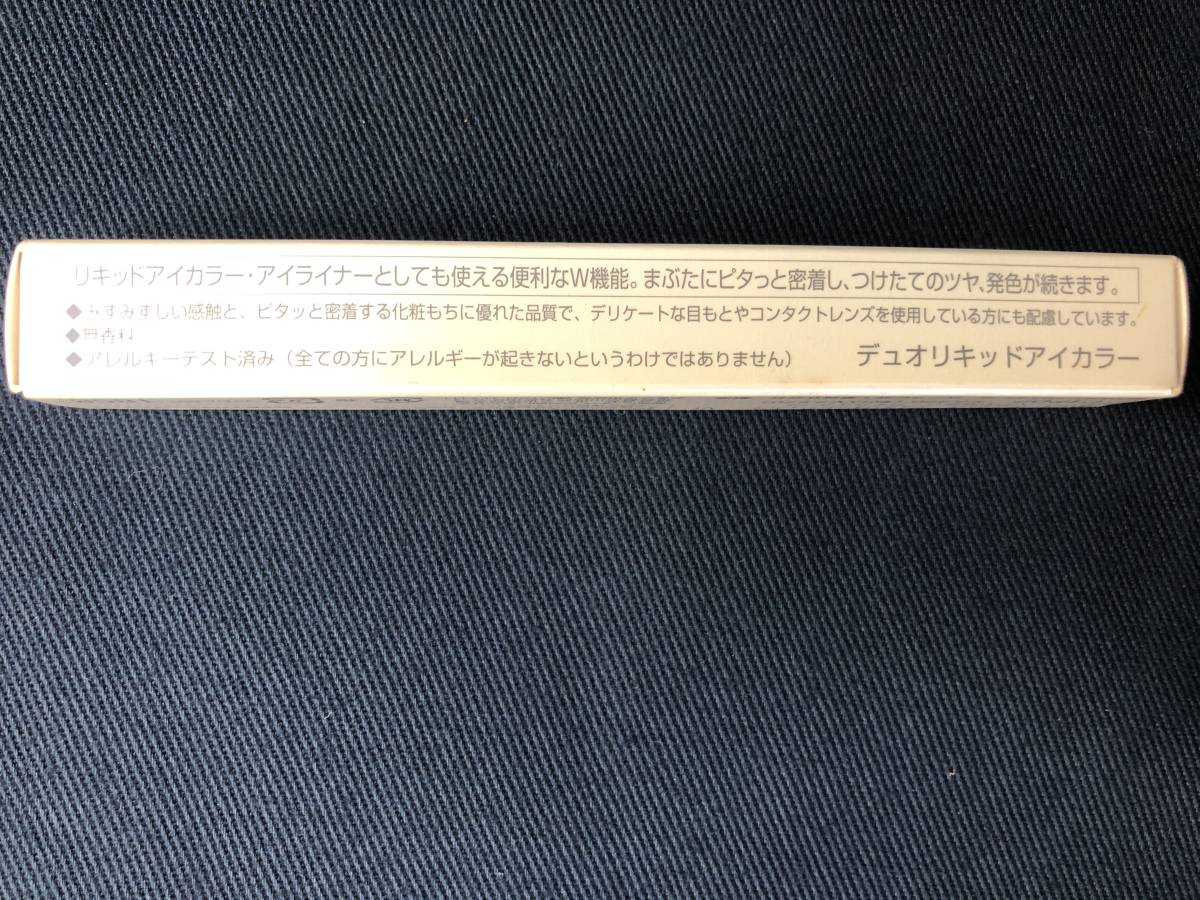 リキッドアイカラー・アイライナーとしても使える便利なW機能。まぶたにピタっと密着し、つけたてのツヤ、発色が続きます。
◆みずみずしい感触と、ピタッと密着する化粧もちに優れた品質で、デリケートな目もとやコンタクトレンズを使用している方にも配慮しています。
◆無香料
◆アレルギーテスト済み（全ての方にアレルギーが起きないというわけではありません）
デュオリキッドアイカラー